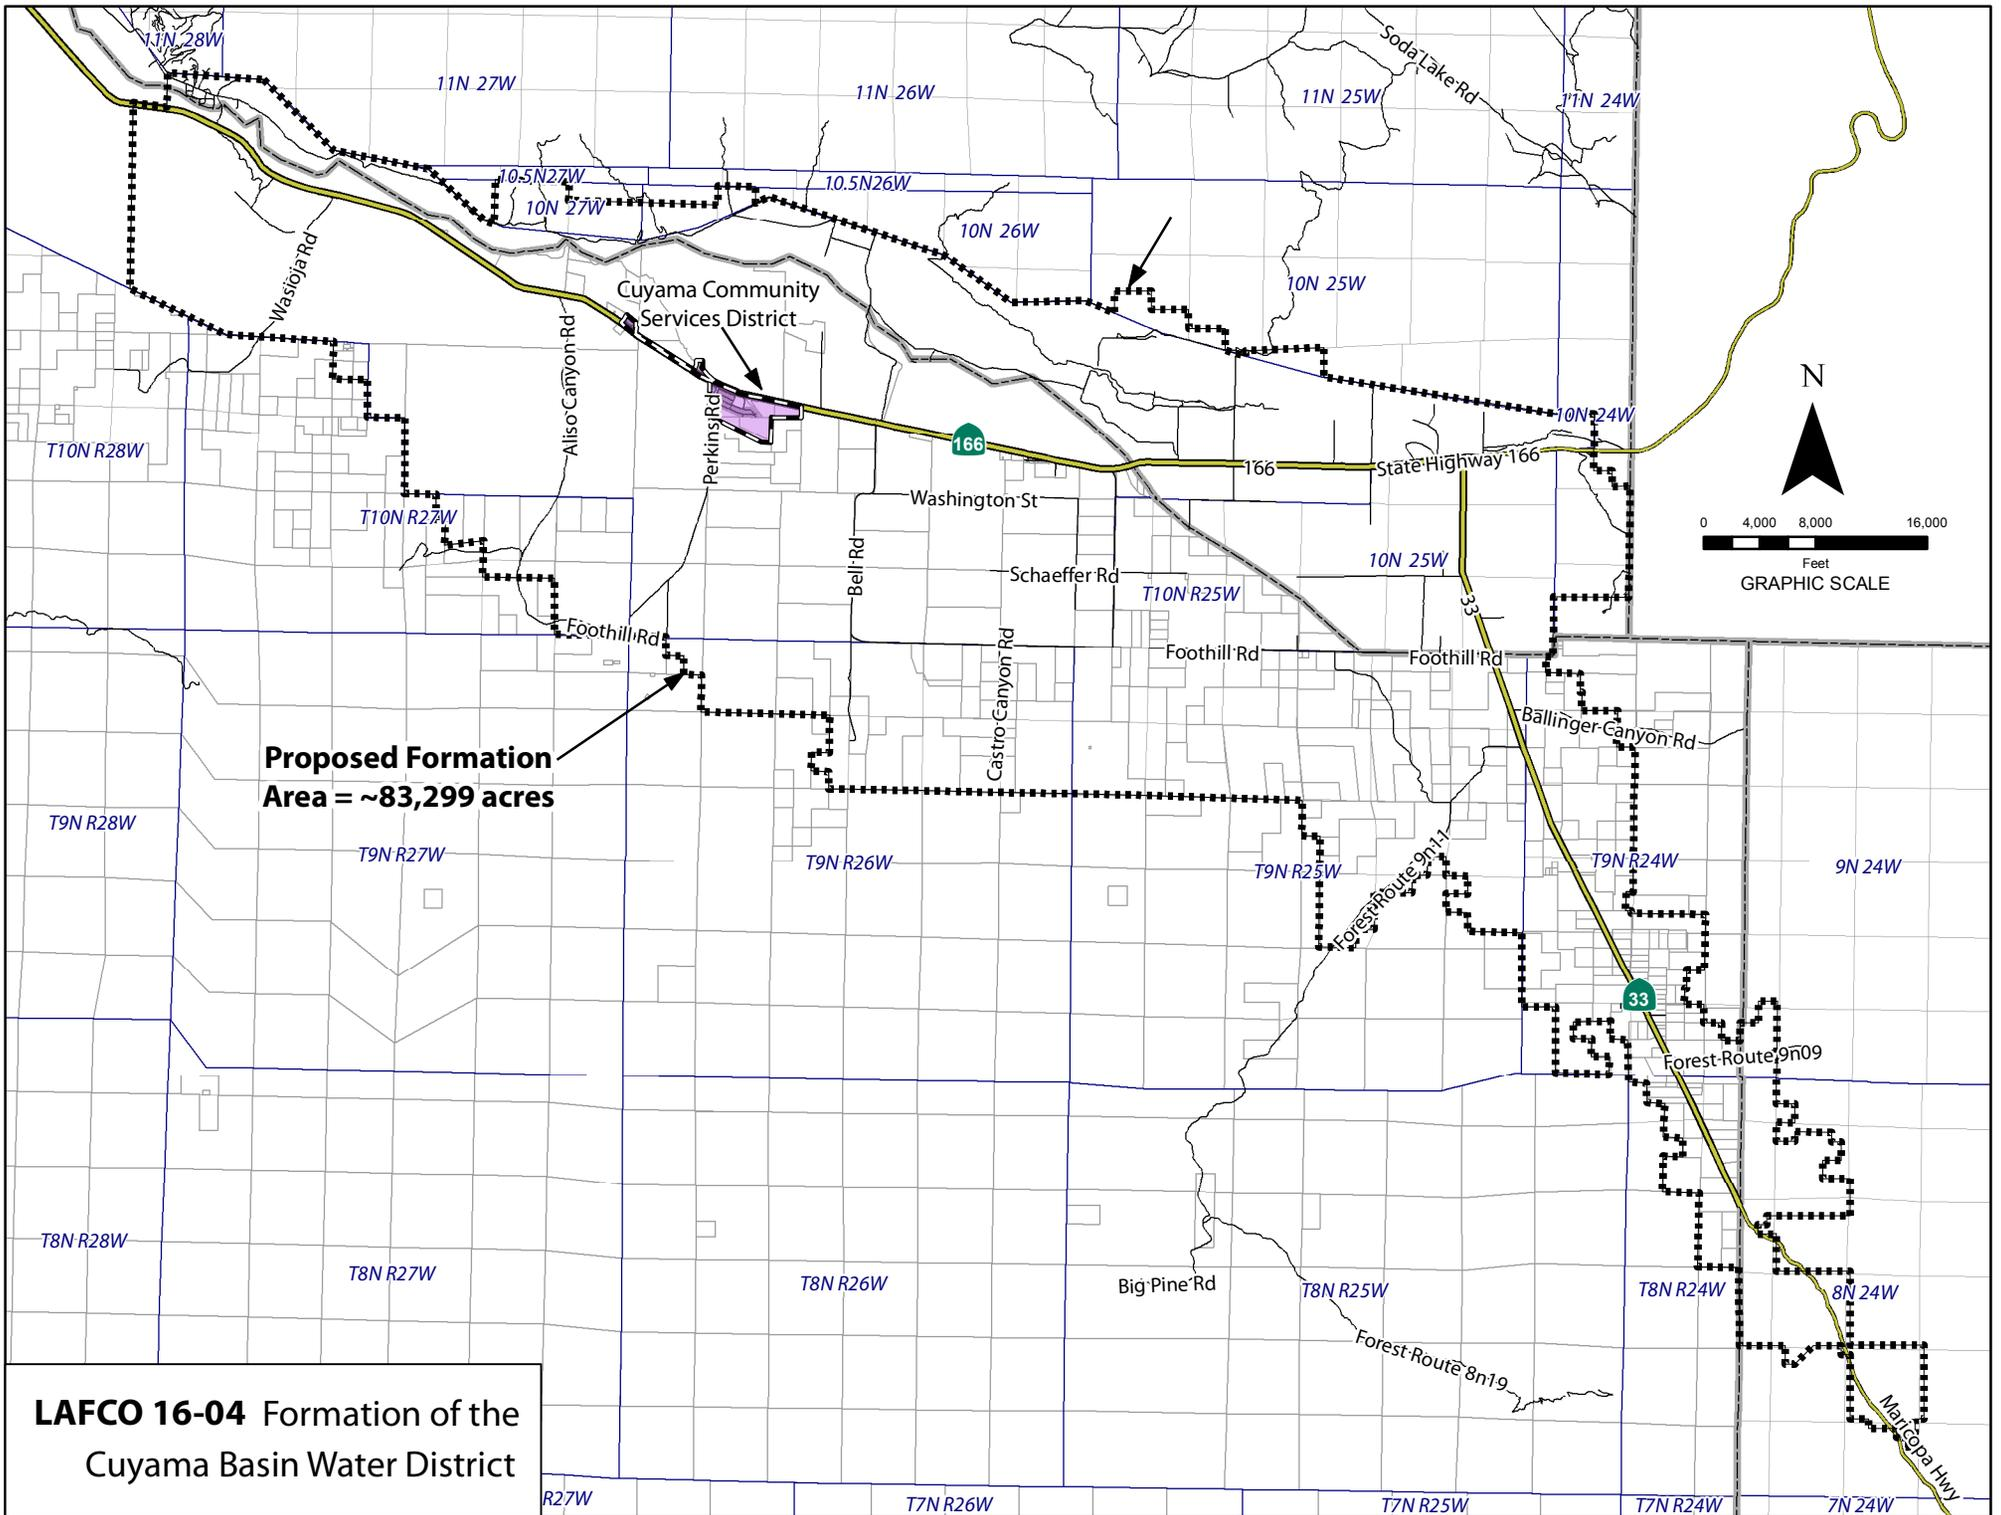 11N 28W
11N 27W
11N 26W
11N 25W
Soda Lake Rd
11N 24W
10.5N27W
10.5N26W
10N 27W
10N 26W
10N 25W
Wasioja Rd
Cuyama Community
Services District
Aliso Canyon Rd
Perkins Rd
N
10N 24W
T10N R28W
166
166
State Highway 166
Washington St
T10N R27W
0 4,000 8,000 16,000
Feet
GRAPHIC SCALE
Bell Rd
Schaeffer Rd
10N 25W
T10N R25W
33
Foothill Rd
Foothill Rd
Foothill Rd
Castro Canyon Rd
Ballinger Canyon Rd
Proposed Formation
Area = ~83,299 acres
T9N R28W
T9N R27W
T9N R26W
T9N R25W
Forest Route 9n11
T9N R24W
9N 24W
33
Forest Route 9n09
T8N R28W
T8N R27W
T8N R26W
Big Pine Rd
T8N R25W
T8N R24W
8N 24W
Forest Route 8n19
Maricopa Hwy
LAFCO 16-04 Formation of the
Cuyama Basin Water District
R27W
T7N R26W
T7N R25W
T7N R24W
7N 24W